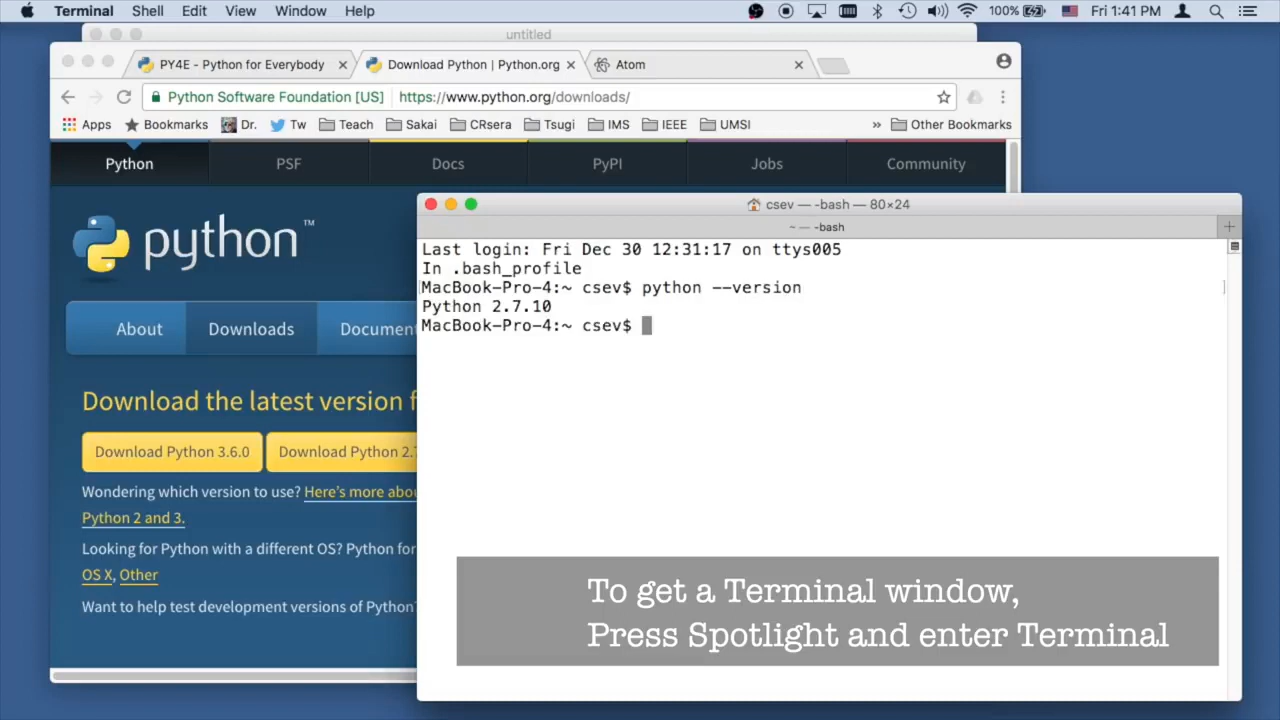 Terminal Shell Edit View Window Help 100% Fri 1:41 PM
untitled
PY4E - Python for Everybody Download Python | Python.org Atom
Python Software Foundation [US] https://www.python.org/downloads/
Apps Bookmarks Dr. Tw Teach Sakai CRsera Tsugi IMS IEEE UMSI » Other Bookmarks
Python PSF Docs PyPI Jobs Community
python™
About Downloads Document
Download the latest version f
Download Python 3.6.0 Download Python 2.7
Wondering which version to use? Here's more abou
Python 2 and 3.
Looking for Python with a different OS? Python for
OS X, Other
Want to help test development versions of Python?
csev — -bash — 80×24
~ — -bash
Last login: Fri Dec 30 12:31:17 on ttys005
In .bash_profile
MacBook-Pro-4:~ csev$ python --version
Python 2.7.10
MacBook-Pro-4:~ csev$
To get a Terminal window,
Press Spotlight and enter Terminal